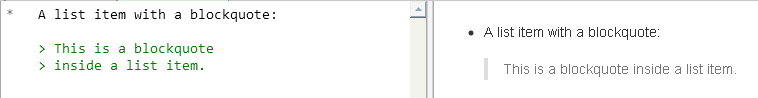 *   A list item with a blockquote:
> This is a blockquote
> inside a list item.
• A list item with a blockquote:
This is a blockquote inside a list item.